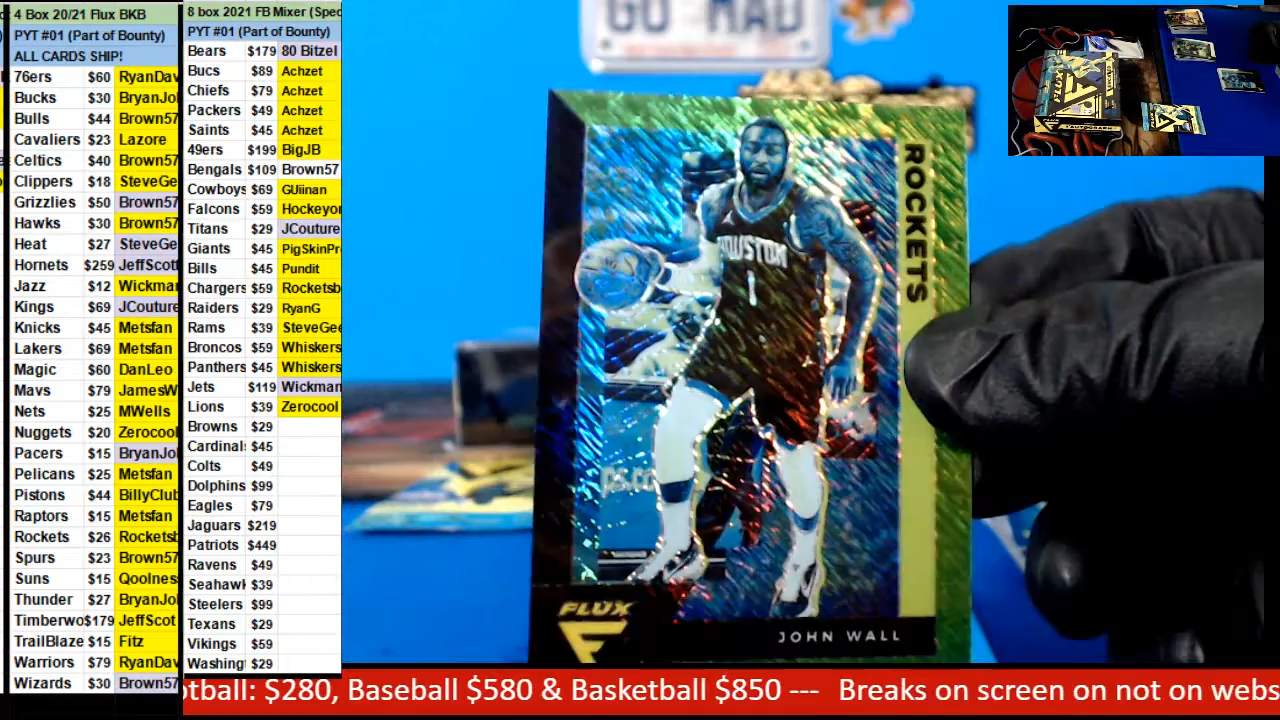 4 Box 20/21 Flux BKB
PYT #01 (Part of Bounty)
ALL CARDS SHIP!
76ers $60 RyanDav
Bucks $30 BryanJo
Bulls $44 Brown57
Cavaliers $23 Lazore
Celtics $40 Brown57
Clippers $18 SteveGe
Grizzlies $50 Brown57
Hawks $30 Brown57
Heat $27 SteveGe
Hornets $259 JeffScott
Jazz $12 Wickma
Kings $69 JCouture
Knicks $45 Metsfan
Lakers $69 Metsfan
Magic $60 DanLeo
Mavs $79 JamesW
Nets $25 MWells
Nuggets $20 Zerocool
Pacers $15 BryanJo
Pelicans $25 Metsfan
Pistons $44 BillyClub
Raptors $15 Metsfan
Rockets $26 Rocketsb
Spurs $23 Brown57
Suns $15 Qoolnes
Thunder $27 BryanJo
Timberwo $179 JeffScot
TrailBlaze $15 Fitz
Warriors $79 RyanDav
Wizards $30 Brown57
8 box 2021 FB Mixer (Spec
PYT #01 (Part of Bounty)
Bears $179 80 Bitzel
Bucs $89 Achzet
Chiefs $79 Achzet
Packers $49 Achzet
Saints $45 Achzet
49ers $199 BigJB
Bengals $109 Brown57
Cowboys $69 GUiinan
Falcons $59 Hockeyor
Titans $29 JCouture
Giants $45 PigSkinPr
Bills $45 Pundit
Chargers $59 Rocketsb
Raiders $29 RyanG
Rams $39 SteveGee
Broncos $59 Whiskers
Panthers $45 Whiskers
Jets $119 Wickman
Lions $39 Zerocool
Browns $29
Cardinals $45
Colts $49
Dolphins $99
Eagles $79
Jaguars $219
Patriots $449
Ravens $49
Seahawk $39
Steelers $99
Texans $29
Vikings $59
Washing $29
GO MAD
ROCKETS
HOUSTON
1
FLUX
JOHN WALL
FLUX
AUTOGRAPH
otball: $280, Baseball $580 & Basketball $850 --- Breaks on screen on not on webs